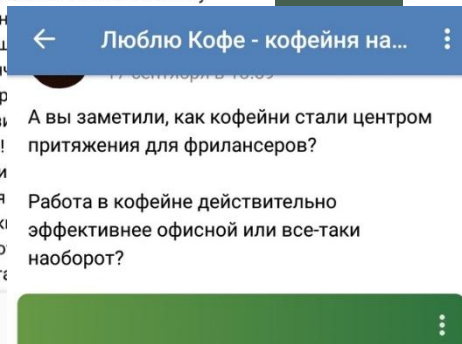 Люблю Кофе - кофейня на...
А вы заметили, как кофейни стали центром
притяжения для фрилансеров?
Работа в кофейне действительно
эффективнее офисной или все-таки
наоборот?